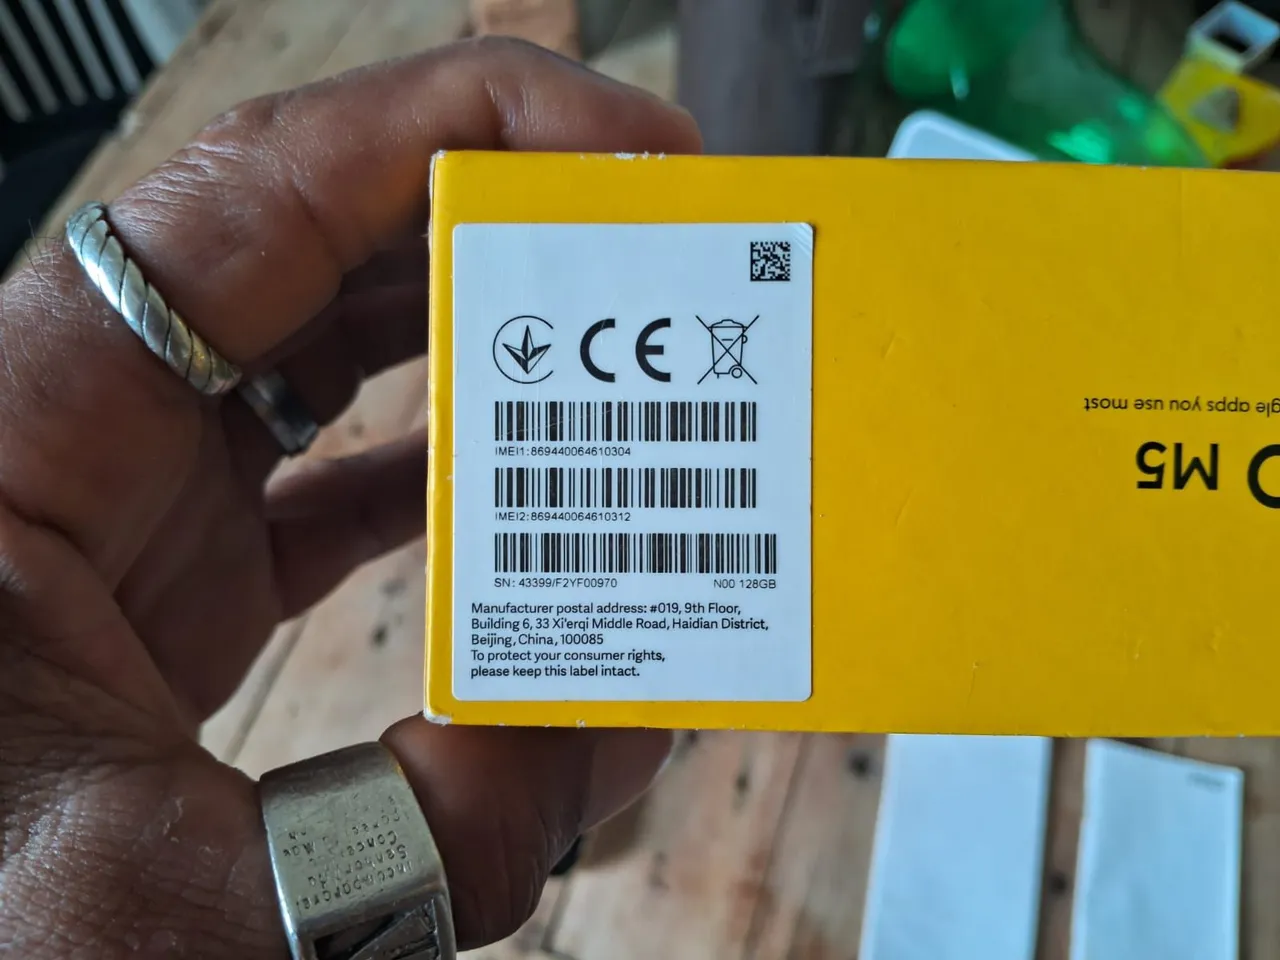 CE
IMEI1:869440064610304
IMEI2:869440064610312
SN: 43399/F2YF00970 N00 128GB
Manufacturer postal address: #019, 9th Floor,
Building 6, 33 Xi'erqi Middle Road, Haidian District,
Beijing, China, 100085
To protect your consumer rights,
please keep this label intact.
M5
apps you use most